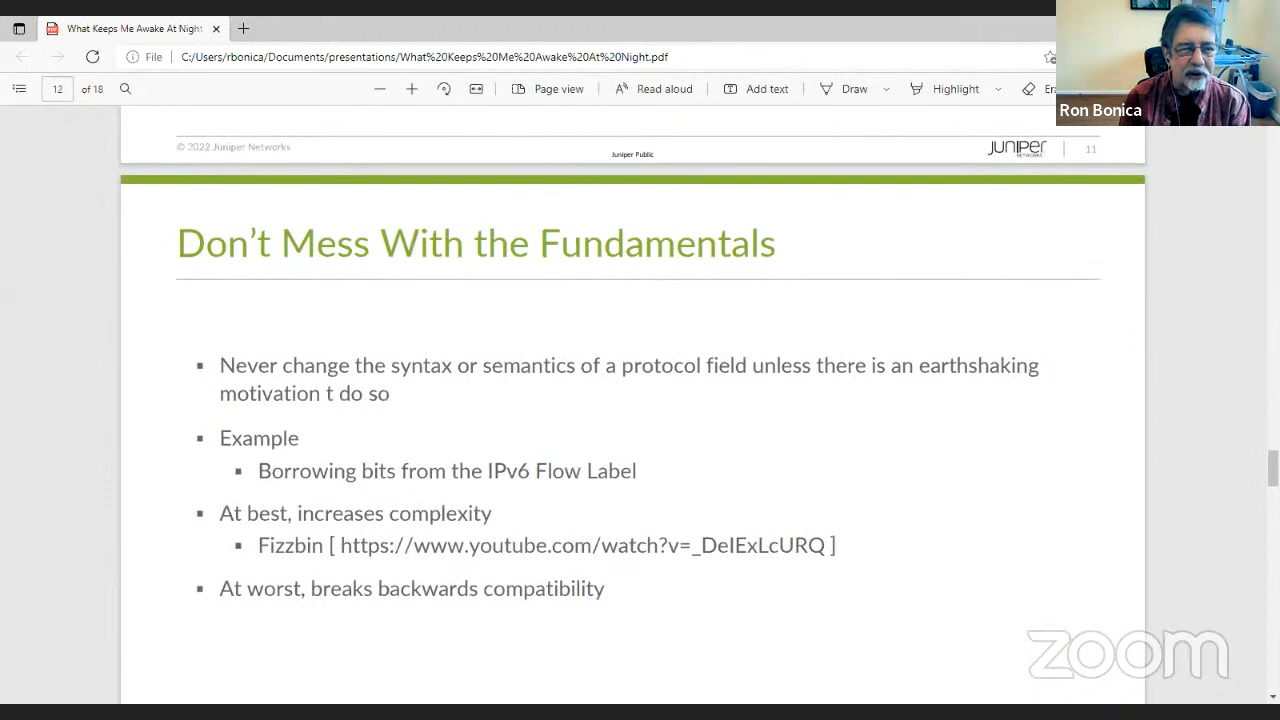 What Keeps Me Awake At Night
File
C:/Users/rbonica/Documents/presentations/What%20Keeps%20Me%20Awake%20At%20Night.pdf
12 of 18
Page view
Read aloud
Add text
Draw
Highlight
Ron Bonica
© 2022 Juniper Networks
Juniper Public
JUNIPER
NETWORKS
11
Don't Mess With the Fundamentals
▪ Never change the syntax or semantics of a protocol field unless there is an earthshaking
motivation t do so
▪ Example
▪ Borrowing bits from the IPv6 Flow Label
▪ At best, increases complexity
▪ Fizzbin [ https://www.youtube.com/watch?v=_DeIExLcURQ ]
▪ At worst, breaks backwards compatibility
zoom